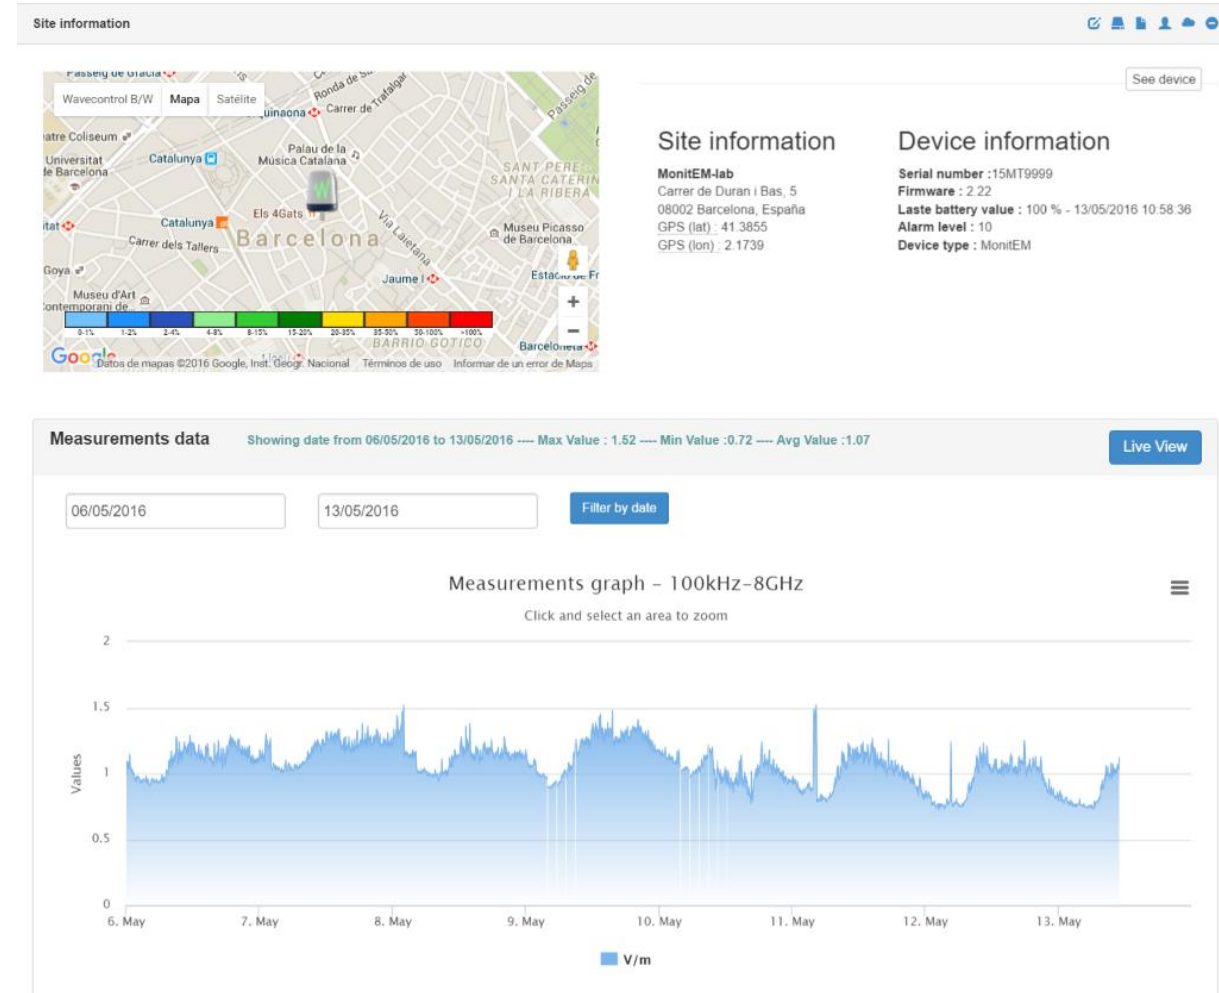 Site information
See device
Passeig de Gràcia
Ronda de S
Trafalgar
Passeig de
Wavecontrol B/W Mapa Satélite
uinaona Carrer de
eatre Coliseum
Palau de la
Música Catalana
Universitat
de Barcelona
Catalunya
SANT PERE
SANTA CATERIN
I LA RIBERA
Els 4Gats
itat
Catalunya
Via Laietana
Museu Picasso
de Barcelona
Carrer dels Tallers
Barcelona
Goya
Jaume I
Estació de Fr
Museu d'Art
Contemporani de
+
0-1% 1-2% 2-4% 4-8% 8-15% 15-20% 20-35% 35-50% 50-100% >100%
−
BARRIO GÓTICO
Barceloneta
Google
Datos de mapas ©2016 Google, Inst. Geogr. Nacional Términos de uso Informar de un error de Maps
Site information
MonitEM-lab
Carrer de Duran i Bas, 5
08002 Barcelona, España
GPS (lat) : 41.3855
GPS (lon) : 2.1739
Device information
Serial number :15MT9999
Firmware : 2.22
Laste battery value : 100 % - 13/05/2016 10:58:36
Alarm level : 10
Device type : MonitEM
Measurements data
Showing date from 06/05/2016 to 13/05/2016 ---- Max Value : 1.52 ---- Min Value :0.72 ---- Avg Value :1.07
Live View
06/05/2016
13/05/2016
Filter by date
Measurements graph – 100kHz–8GHz
Click and select an area to zoom
Values
2
1.5
1
0.5
0
6. May 7. May 8. May 9. May 10. May 11. May 12. May 13. May
V/m